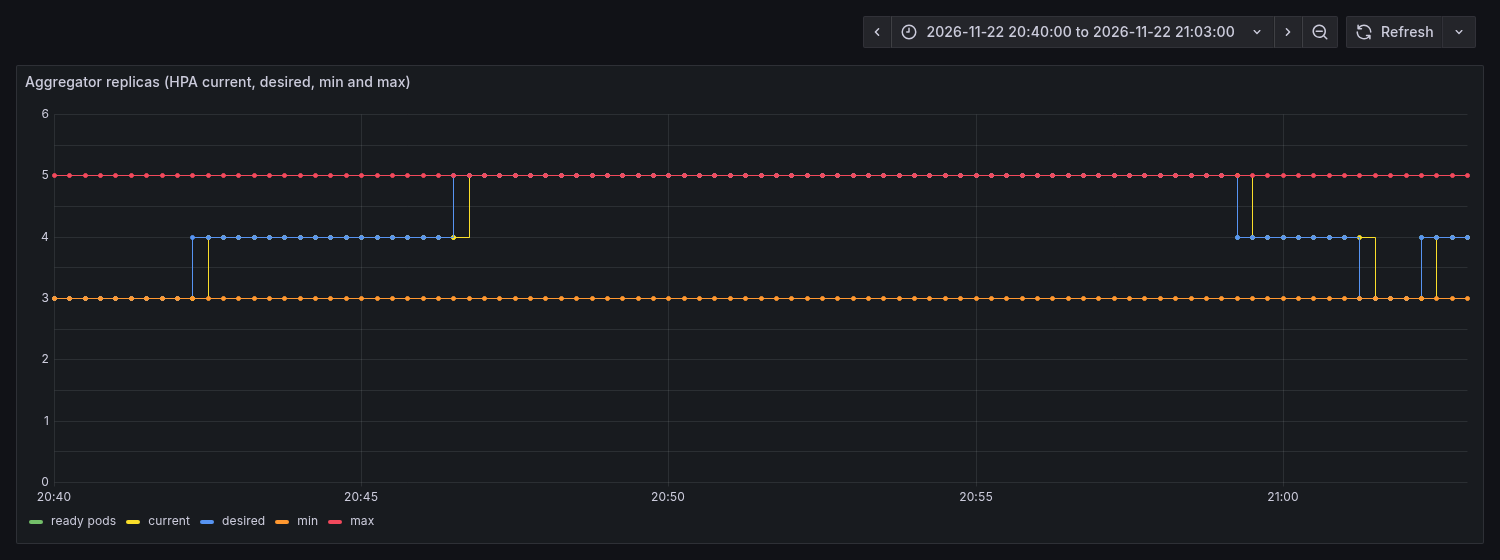 2026-11-22 20:40:00 to 2026-11-22 21:03:00
Refresh
Aggregator replicas (HPA current, desired, min and max)
6
5
4
3
2
1
0
20:40 20:45 20:50 20:55 21:00
ready pods current desired min max